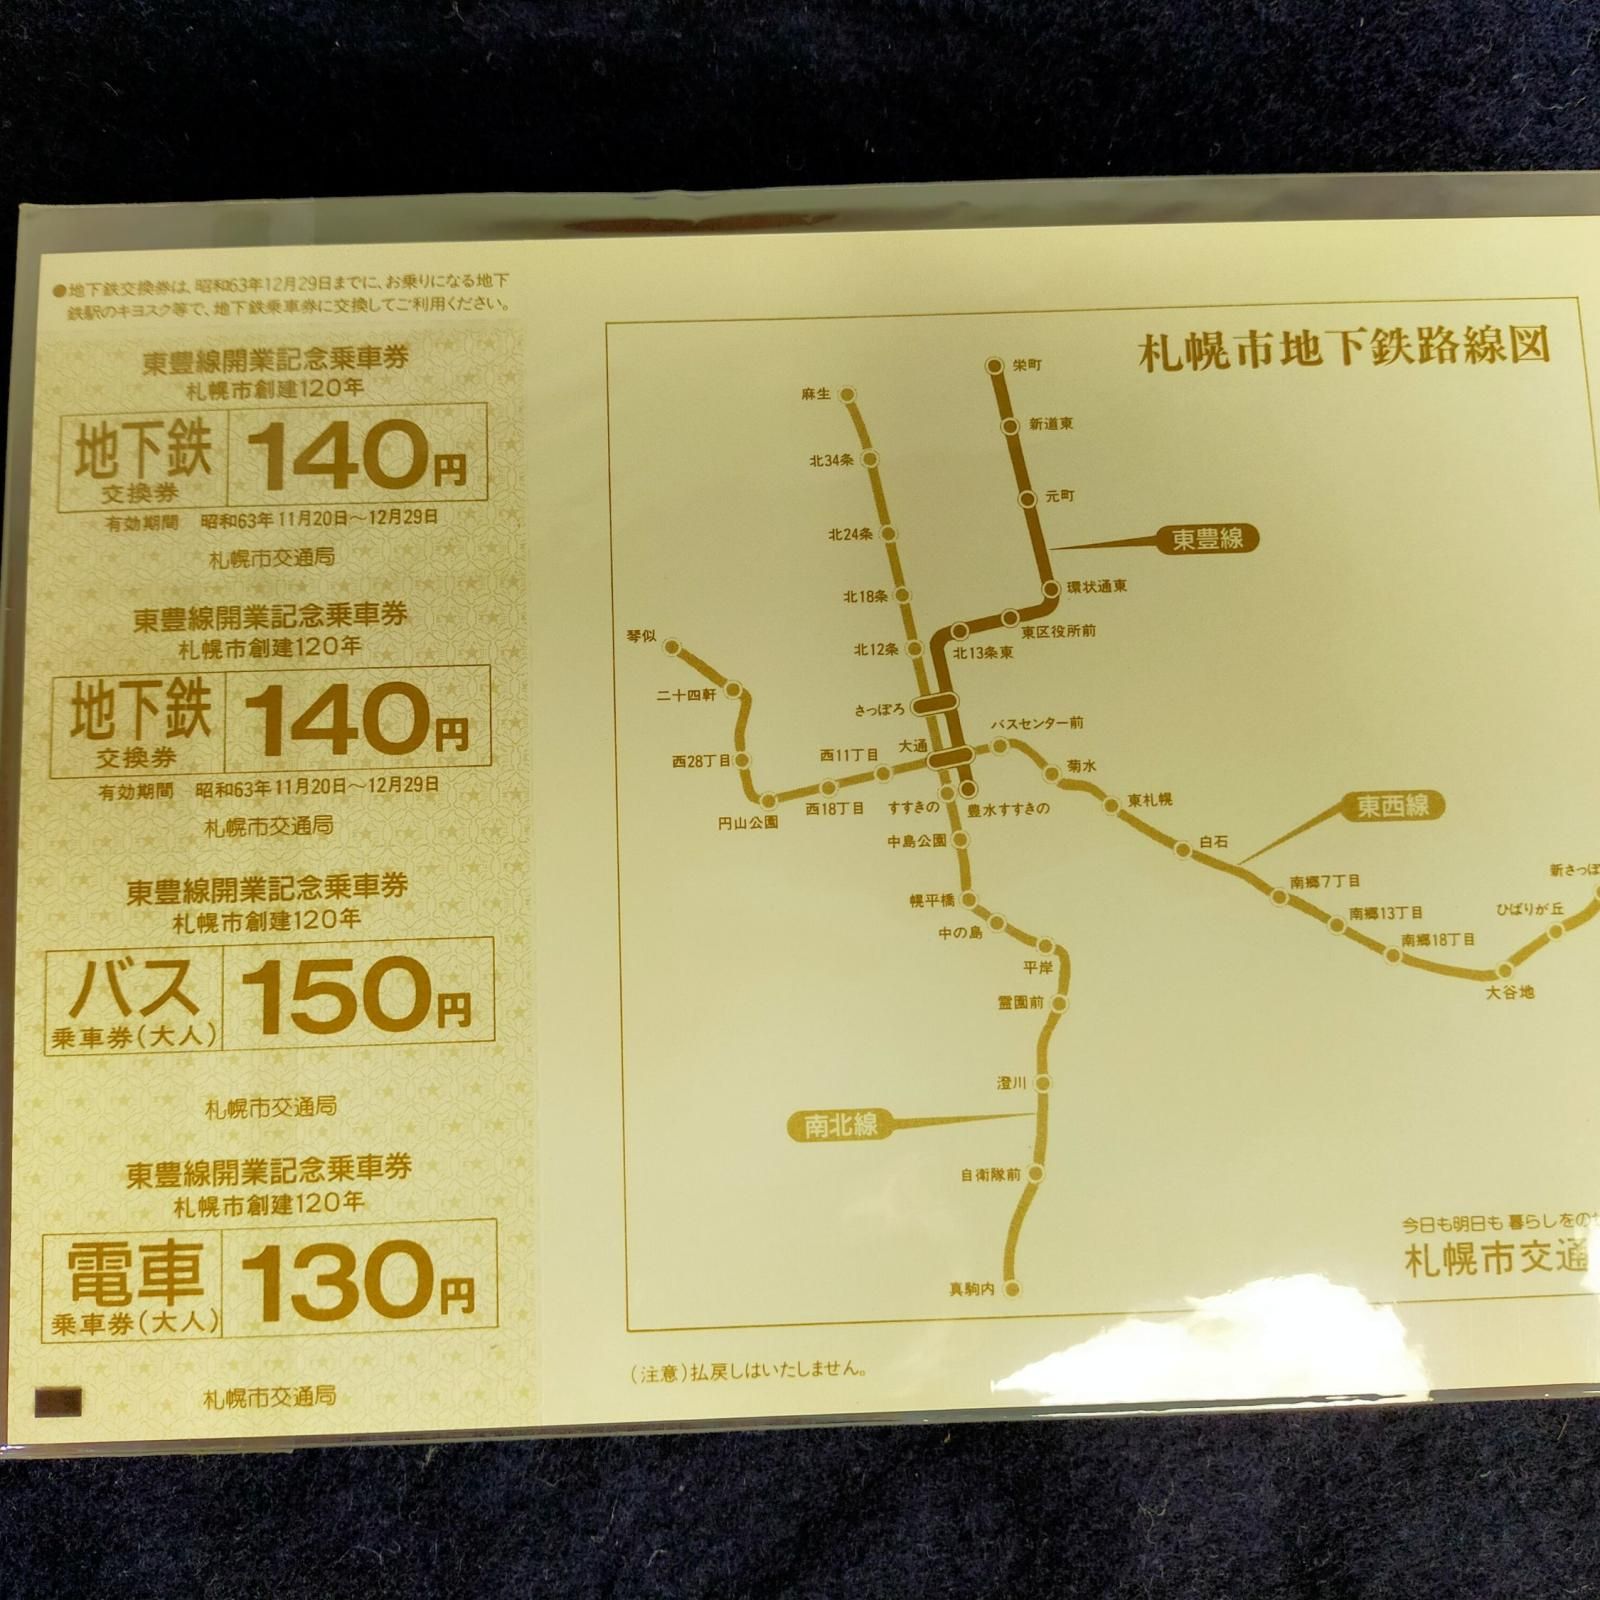 ●地下鉄交換券は、昭和63年12月29日までに、お乗りになる地下
鉄駅のキヨスク等で、地下鉄乗車券に交換してご利用ください。
東豊線開業記念乗車券
札幌市創建120年
地下鉄
交換券
140円
有効期間 昭和63年11月20日～12月29日
札幌市交通局
東豊線開業記念乗車券
札幌市創建120年
地下鉄
交換券
140円
有効期間 昭和63年11月20日～12月29日
札幌市交通局
東豊線開業記念乗車券
札幌市創建120年
バス
乗車券(大人)
150円
札幌市交通局
東豊線開業記念乗車券
札幌市創建120年
電車
乗車券(大人)
130円
札幌市交通局
札幌市地下鉄路線図
栄町
新道東
元町
東豊線
環状通東
東区役所前
北13条東
麻生
北34条
北24条
北18条
北12条
さっぽろ
大通
すすきの
豊水すすきの
中島公園
幌平橋
中の島
平岸
霊園前
澄川
南北線
自衛隊前
真駒内
琴似
二十四軒
西28丁目
円山公園
西18丁目
西11丁目
バスセンター前
菊水
東札幌
白石
東西線
南郷7丁目
南郷13丁目
南郷18丁目
大谷地
ひばりが丘
新さっぽ
今日も明日も 暮らしをの
札幌市交通
(注意)払戻しはいたしません。